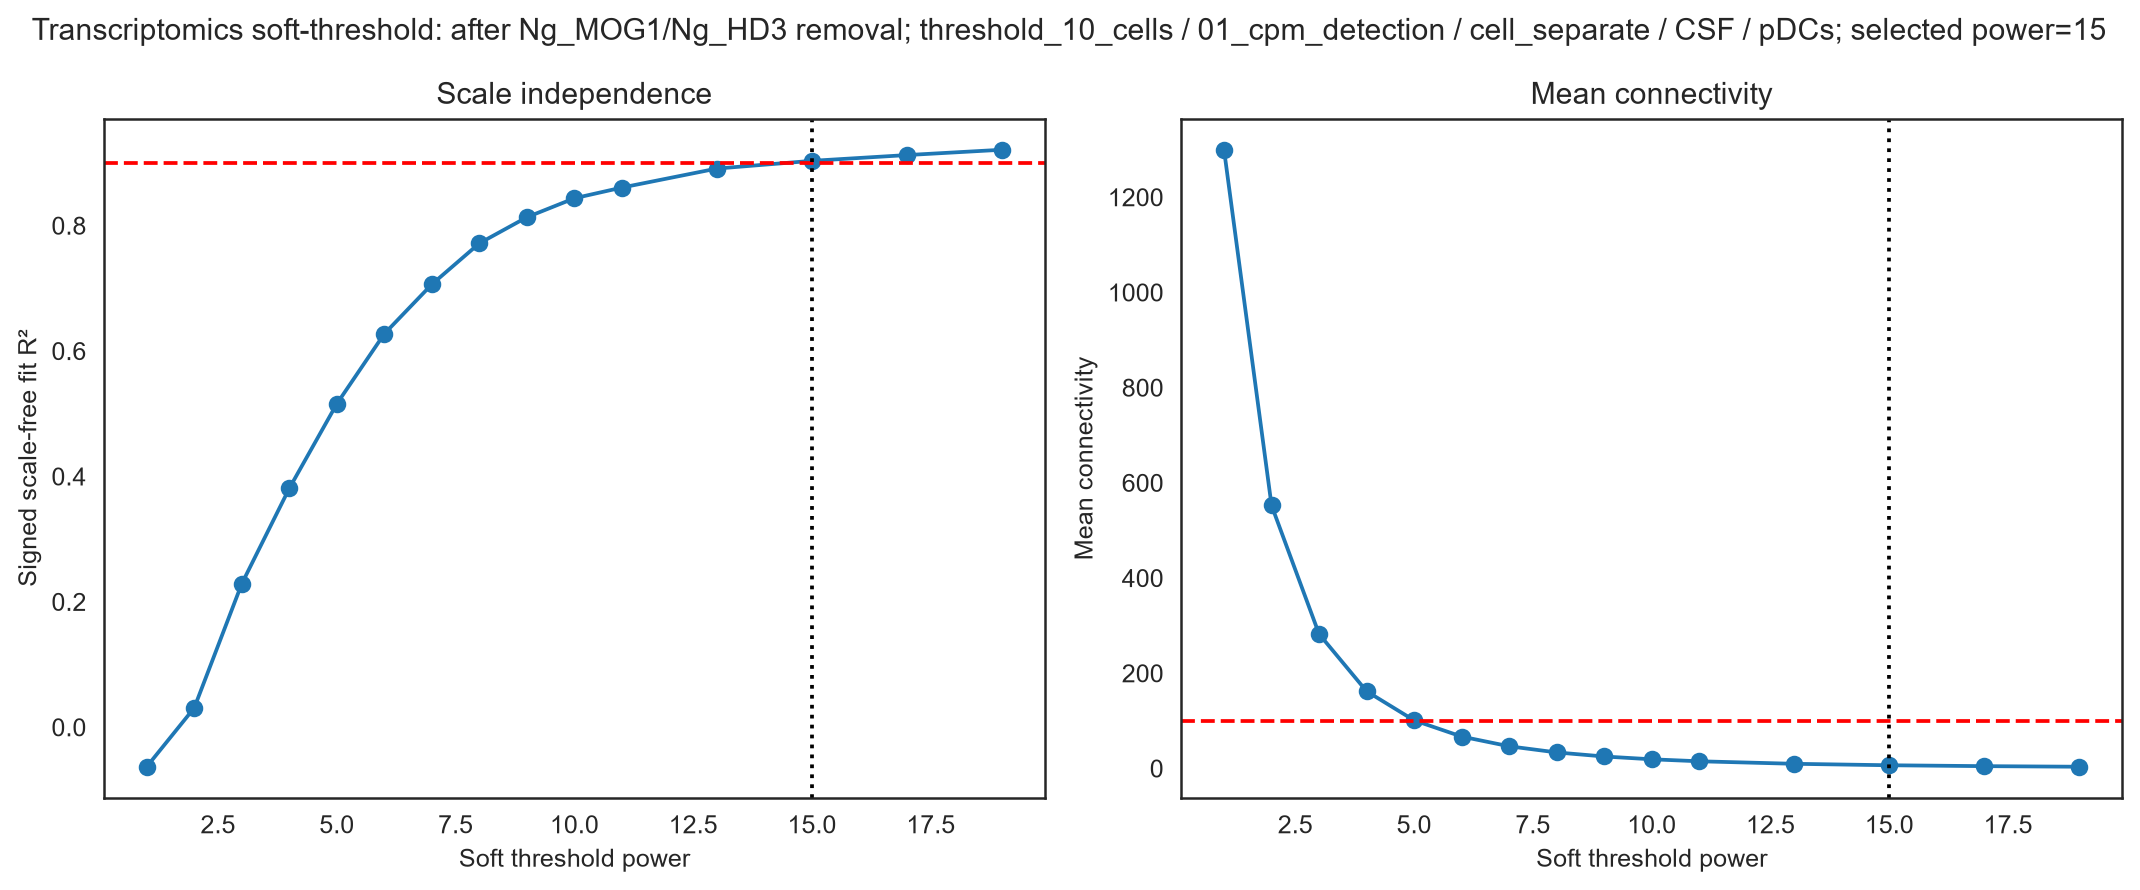 Transcriptomics soft-threshold: after Ng_MOG1/Ng_HD3 removal; threshold_10_cells / 01_cpm_detection / cell_separate / CSF / pDCs; selected power=15
Scale independence
Signed scale-free fit R²
0.8
0.6
0.4
0.2
0.0
2.5 5.0 7.5 10.0 12.5 15.0 17.5
Soft threshold power
Mean connectivity
Mean connectivity
1200
1000
800
600
400
200
0
2.5 5.0 7.5 10.0 12.5 15.0 17.5
Soft threshold power